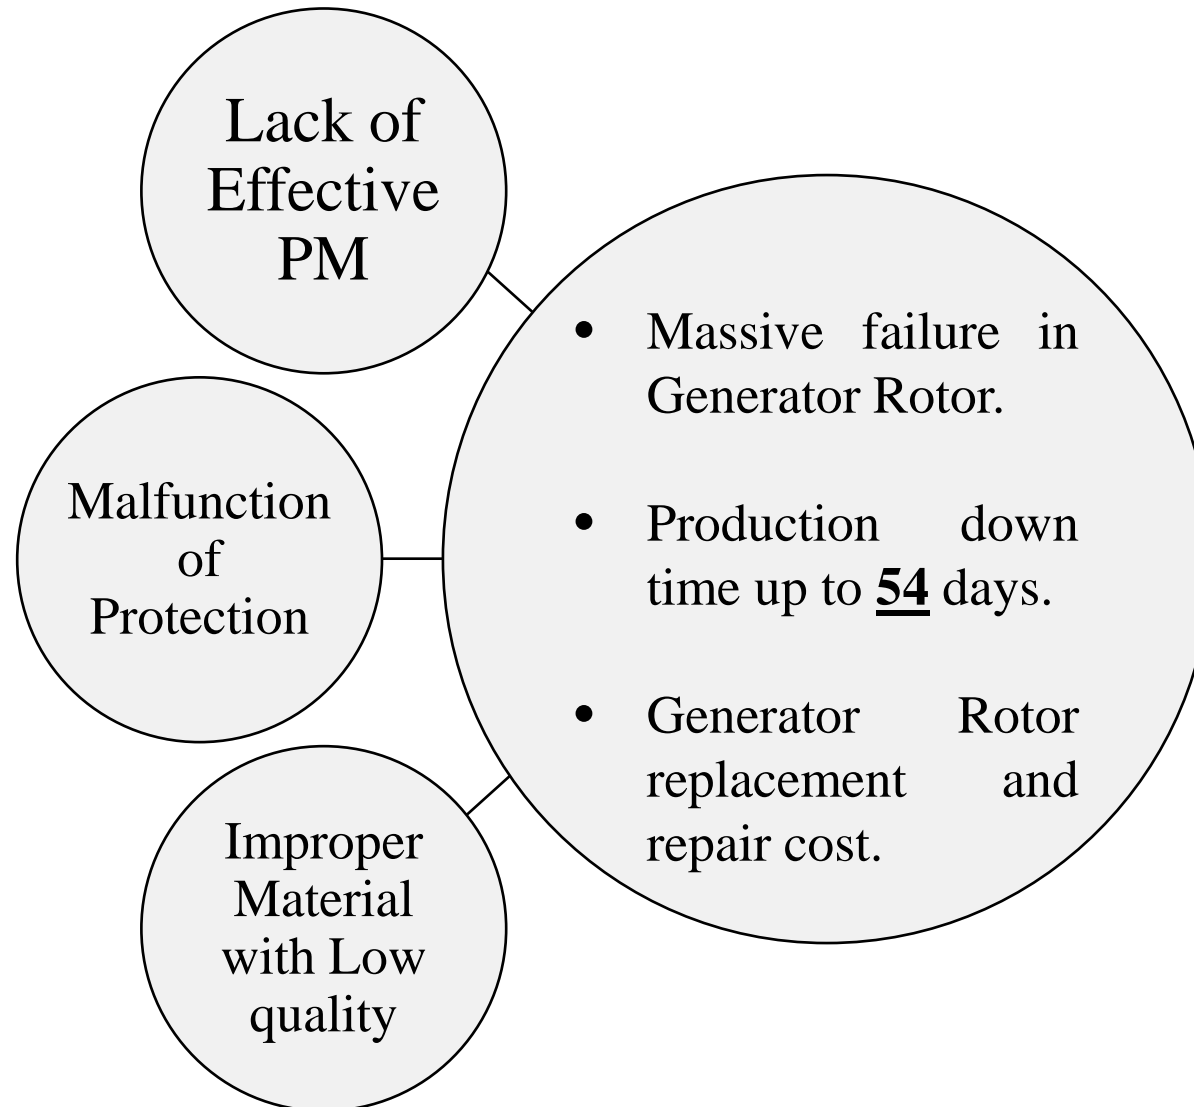 Lack of
Effective
PM
Malfunction
of
Protection
Improper
Material
with Low
quality
• Massive failure in
Generator Rotor.
• Production down
time up to 54 days.
• Generator Rotor
replacement and
repair cost.